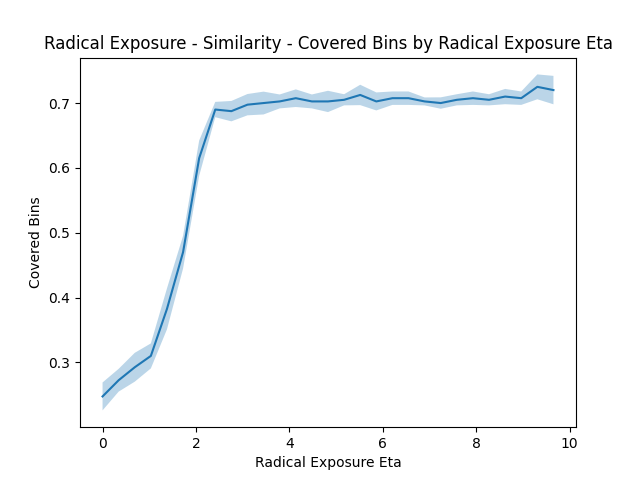 Radical Exposure - Similarity - Covered Bins by Radical Exposure Eta
0.7
0.6
0.5
0.4
0.3
Covered Bins
0 2 4 6 8 10
Radical Exposure Eta